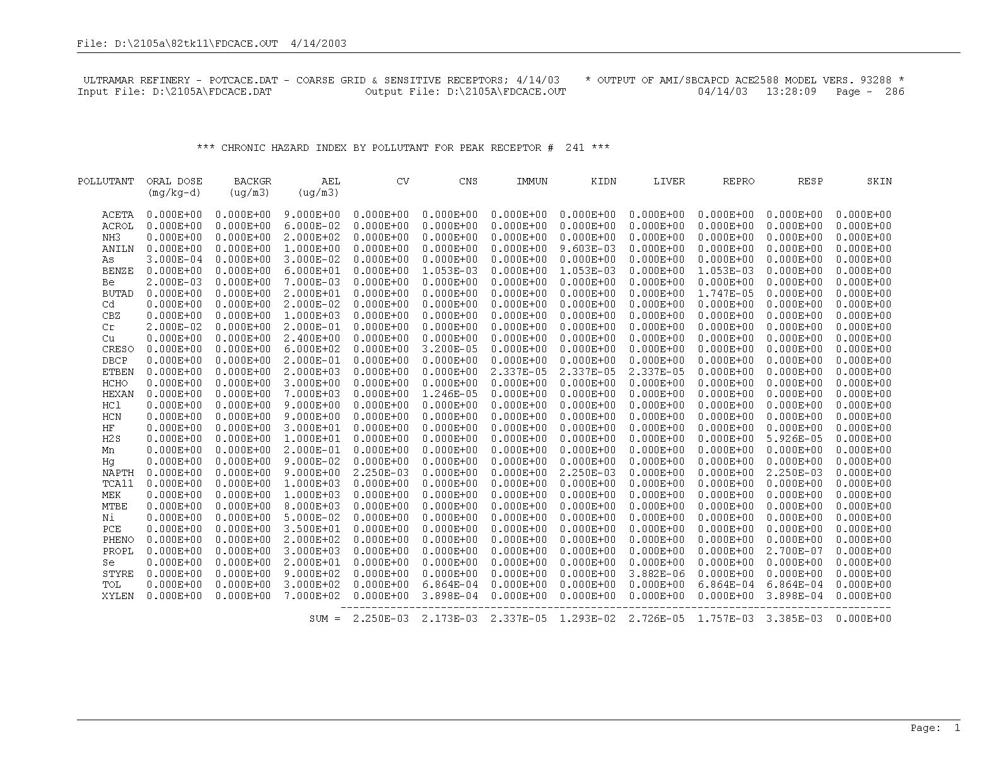 File: D:\2105a\82tk11\FDCACE.OUT  4/14/2003
ULTRAMAR REFINERY - POTCACE.DAT - COARSE GRID & SENSITIVE RECEPTORS; 4/14/03    * OUTPUT OF AMI/SBCAPCD ACE2588 MODEL VERS. 93288 *
Input File: D:\2105A\FDCACE.DAT               Output File: D:\2105A\FDCACE.OUT                     04/14/03   13:28:09   Page -  286
*** CHRONIC HAZARD INDEX BY POLLUTANT FOR PEAK RECEPTOR #  241 ***
POLLUTANT  ORAL DOSE     BACKGR        AEL         CV        CNS      IMMUN       KIDN      LIVER      REPRO       RESP       SKIN
(mg/kg-d)    (ug/m3)    (ug/m3)
ACETA  0.000E+00  0.000E+00  9.000E+00  0.000E+00  0.000E+00  0.000E+00  0.000E+00  0.000E+00  0.000E+00  0.000E+00  0.000E+00
ACROL  0.000E+00  0.000E+00  6.000E-02  0.000E+00  0.000E+00  0.000E+00  0.000E+00  0.000E+00  0.000E+00  0.000E+00  0.000E+00
NH3    0.000E+00  0.000E+00  2.000E+02  0.000E+00  0.000E+00  0.000E+00  0.000E+00  0.000E+00  0.000E+00  0.000E+00  0.000E+00
ANILN  0.000E+00  0.000E+00  1.000E+00  0.000E+00  0.000E+00  0.000E+00  9.603E-03  0.000E+00  0.000E+00  0.000E+00  0.000E+00
As     3.000E-04  0.000E+00  3.000E-02  0.000E+00  0.000E+00  0.000E+00  0.000E+00  0.000E+00  0.000E+00  0.000E+00  0.000E+00
BENZE  0.000E+00  0.000E+00  6.000E+01  0.000E+00  1.053E-03  0.000E+00  1.053E-03  0.000E+00  1.053E-03  0.000E+00  0.000E+00
Be     2.000E-03  0.000E+00  7.000E-03  0.000E+00  0.000E+00  0.000E+00  0.000E+00  0.000E+00  0.000E+00  0.000E+00  0.000E+00
BUTAD  0.000E+00  0.000E+00  2.000E+01  0.000E+00  0.000E+00  0.000E+00  0.000E+00  0.000E+00  1.747E-05  0.000E+00  0.000E+00
Cd     0.000E+00  0.000E+00  2.000E-02  0.000E+00  0.000E+00  0.000E+00  0.000E+00  0.000E+00  0.000E+00  0.000E+00  0.000E+00
CBZ    0.000E+00  0.000E+00  1.000E+03  0.000E+00  0.000E+00  0.000E+00  0.000E+00  0.000E+00  0.000E+00  0.000E+00  0.000E+00
Cr     2.000E-02  0.000E+00  2.000E-01  0.000E+00  0.000E+00  0.000E+00  0.000E+00  0.000E+00  0.000E+00  0.000E+00  0.000E+00
Cu     0.000E+00  0.000E+00  2.400E+00  0.000E+00  0.000E+00  0.000E+00  0.000E+00  0.000E+00  0.000E+00  0.000E+00  0.000E+00
CRESO  0.000E+00  0.000E+00  6.000E+02  0.000E+00  3.200E-05  0.000E+00  0.000E+00  0.000E+00  0.000E+00  0.000E+00  0.000E+00
DBCP   0.000E+00  0.000E+00  2.000E-01  0.000E+00  0.000E+00  0.000E+00  0.000E+00  0.000E+00  0.000E+00  0.000E+00  0.000E+00
ETBEN  0.000E+00  0.000E+00  2.000E+03  0.000E+00  0.000E+00  2.337E-05  2.337E-05  2.337E-05  0.000E+00  0.000E+00  0.000E+00
HCHO   0.000E+00  0.000E+00  3.000E+00  0.000E+00  0.000E+00  0.000E+00  0.000E+00  0.000E+00  0.000E+00  0.000E+00  0.000E+00
HEXAN  0.000E+00  0.000E+00  7.000E+03  0.000E+00  1.246E-05  0.000E+00  0.000E+00  0.000E+00  0.000E+00  0.000E+00  0.000E+00
HCl    0.000E+00  0.000E+00  9.000E+00  0.000E+00  0.000E+00  0.000E+00  0.000E+00  0.000E+00  0.000E+00  0.000E+00  0.000E+00
HCN    0.000E+00  0.000E+00  9.000E+00  0.000E+00  0.000E+00  0.000E+00  0.000E+00  0.000E+00  0.000E+00  0.000E+00  0.000E+00
HF     0.000E+00  0.000E+00  3.000E+01  0.000E+00  0.000E+00  0.000E+00  0.000E+00  0.000E+00  0.000E+00  0.000E+00  0.000E+00
H2S    0.000E+00  0.000E+00  1.000E+01  0.000E+00  0.000E+00  0.000E+00  0.000E+00  0.000E+00  0.000E+00  5.926E-05  0.000E+00
Mn     0.000E+00  0.000E+00  2.000E-01  0.000E+00  0.000E+00  0.000E+00  0.000E+00  0.000E+00  0.000E+00  0.000E+00  0.000E+00
Hg     0.000E+00  0.000E+00  9.000E-02  0.000E+00  0.000E+00  0.000E+00  0.000E+00  0.000E+00  0.000E+00  0.000E+00  0.000E+00
NAPTH  0.000E+00  0.000E+00  9.000E+00  2.250E-03  0.000E+00  0.000E+00  2.250E-03  0.000E+00  0.000E+00  2.250E-03  0.000E+00
TCA11  0.000E+00  0.000E+00  1.000E+03  0.000E+00  0.000E+00  0.000E+00  0.000E+00  0.000E+00  0.000E+00  0.000E+00  0.000E+00
MEK    0.000E+00  0.000E+00  1.000E+03  0.000E+00  0.000E+00  0.000E+00  0.000E+00  0.000E+00  0.000E+00  0.000E+00  0.000E+00
MTBE   0.000E+00  0.000E+00  8.000E+03  0.000E+00  0.000E+00  0.000E+00  0.000E+00  0.000E+00  0.000E+00  0.000E+00  0.000E+00
Ni     0.000E+00  0.000E+00  5.000E-02  0.000E+00  0.000E+00  0.000E+00  0.000E+00  0.000E+00  0.000E+00  0.000E+00  0.000E+00
PCE    0.000E+00  0.000E+00  3.500E+01  0.000E+00  0.000E+00  0.000E+00  0.000E+00  0.000E+00  0.000E+00  0.000E+00  0.000E+00
PHENO  0.000E+00  0.000E+00  2.000E+02  0.000E+00  0.000E+00  0.000E+00  0.000E+00  0.000E+00  0.000E+00  0.000E+00  0.000E+00
PROPL  0.000E+00  0.000E+00  3.000E+03  0.000E+00  0.000E+00  0.000E+00  0.000E+00  0.000E+00  0.000E+00  2.700E-07  0.000E+00
Se     0.000E+00  0.000E+00  2.000E+01  0.000E+00  0.000E+00  0.000E+00  0.000E+00  0.000E+00  0.000E+00  0.000E+00  0.000E+00
STYRE  0.000E+00  0.000E+00  9.000E+02  0.000E+00  0.000E+00  0.000E+00  0.000E+00  3.882E-06  0.000E+00  0.000E+00  0.000E+00
TOL    0.000E+00  0.000E+00  3.000E+02  0.000E+00  6.864E-04  0.000E+00  0.000E+00  0.000E+00  6.864E-04  6.864E-04  0.000E+00
XYLEN  0.000E+00  0.000E+00  7.000E+02  0.000E+00  3.898E-04  0.000E+00  0.000E+00  0.000E+00  0.000E+00  3.898E-04  0.000E+00
----------------------------------------------------------------------------------------
SUM =  2.250E-03  2.173E-03  2.337E-05  1.293E-02  2.726E-05  1.757E-03  3.385E-03  0.000E+00
Page:  1